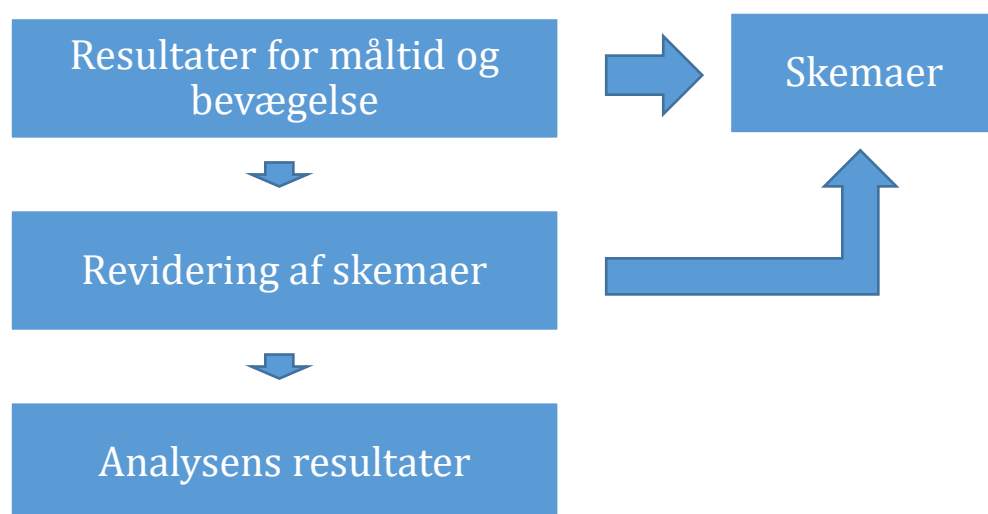 Resultater for måltid og
bevægelse
Skemaer
Revidering af skemaer
Analysens resultater